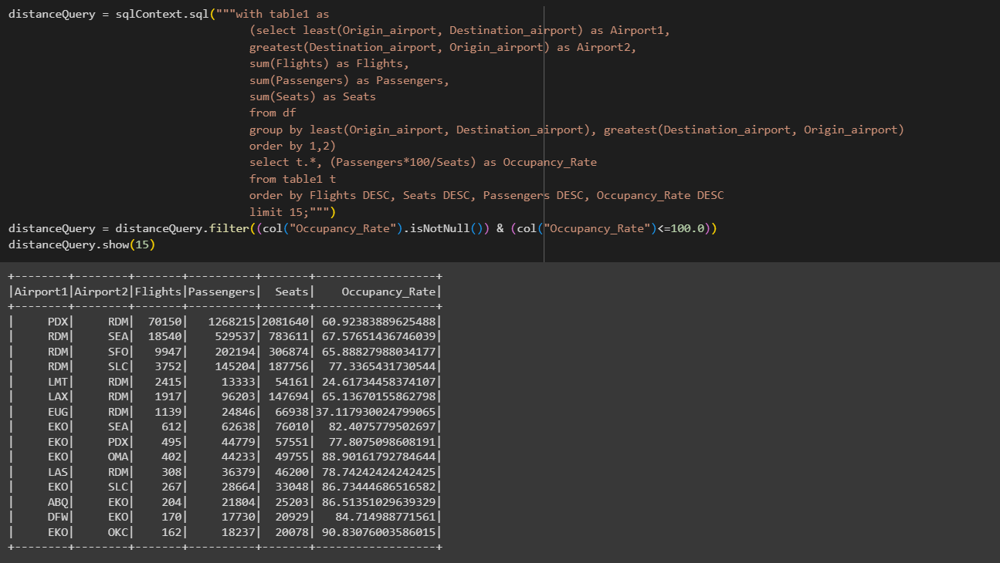 distanceQuery = sqlContext.sql("""with table1 as
(select least(Origin_airport, Destination_airport) as Airport1,
greatest(Destination_airport, Origin_airport) as Airport2,
sum(Flights) as Flights,
sum(Passengers) as Passengers,
sum(Seats) as Seats
from df
group by least(Origin_airport, Destination_airport), greatest(Destination_airport, Origin_airport)
order by 1,2)
select t.*, (Passengers*100/Seats) as Occupancy_Rate
from table1 t
order by Flights DESC, Seats DESC, Passengers DESC, Occupancy_Rate DESC
limit 15;""")
distanceQuery = distanceQuery.filter((col("Occupancy_Rate").isNotNull()) & (col("Occupancy_Rate")<=100.0))
distanceQuery.show(15)
+--------+--------+-------+----------+-------+------------------+
|Airport1|Airport2|Flights|Passengers|  Seats|    Occupancy_Rate|
+--------+--------+-------+----------+-------+------------------+
|     PDX|     RDM|  70150|   1268215|2081640| 60.92383889625488|
|     RDM|     SEA|  18540|    529537| 783611| 67.57651436746039|
|     RDM|     SFO|   9947|    202194| 306874| 65.88827988034177|
|     RDM|     SLC|   3752|    145204| 187756|  77.3365431730544|
|     LMT|     RDM|   2415|     13333|  54161| 24.61734458374107|
|     LAX|     RDM|   1917|     96203| 147694| 65.13670155862798|
|     EUG|     RDM|   1139|     24846|  66938|37.117930024799065|
|     EKO|     SEA|    612|     62638|  76010|  82.4075779502697|
|     EKO|     PDX|    495|     44779|  57551|  77.8075098608191|
|     EKO|     OMA|    402|     44233|  49755| 88.90161792784644|
|     LAS|     RDM|    308|     36379|  46200| 78.74242424242425|
|     EKO|     SLC|    267|     28664|  33048| 86.73444686516582|
|     ABQ|     EKO|    204|     21804|  25203| 86.51351029639329|
|     DFW|     EKO|    170|     17730|  20929|   84.714988771561|
|     EKO|     OKC|    162|     18237|  20078| 90.83076003586015|
+--------+--------+-------+----------+-------+------------------+